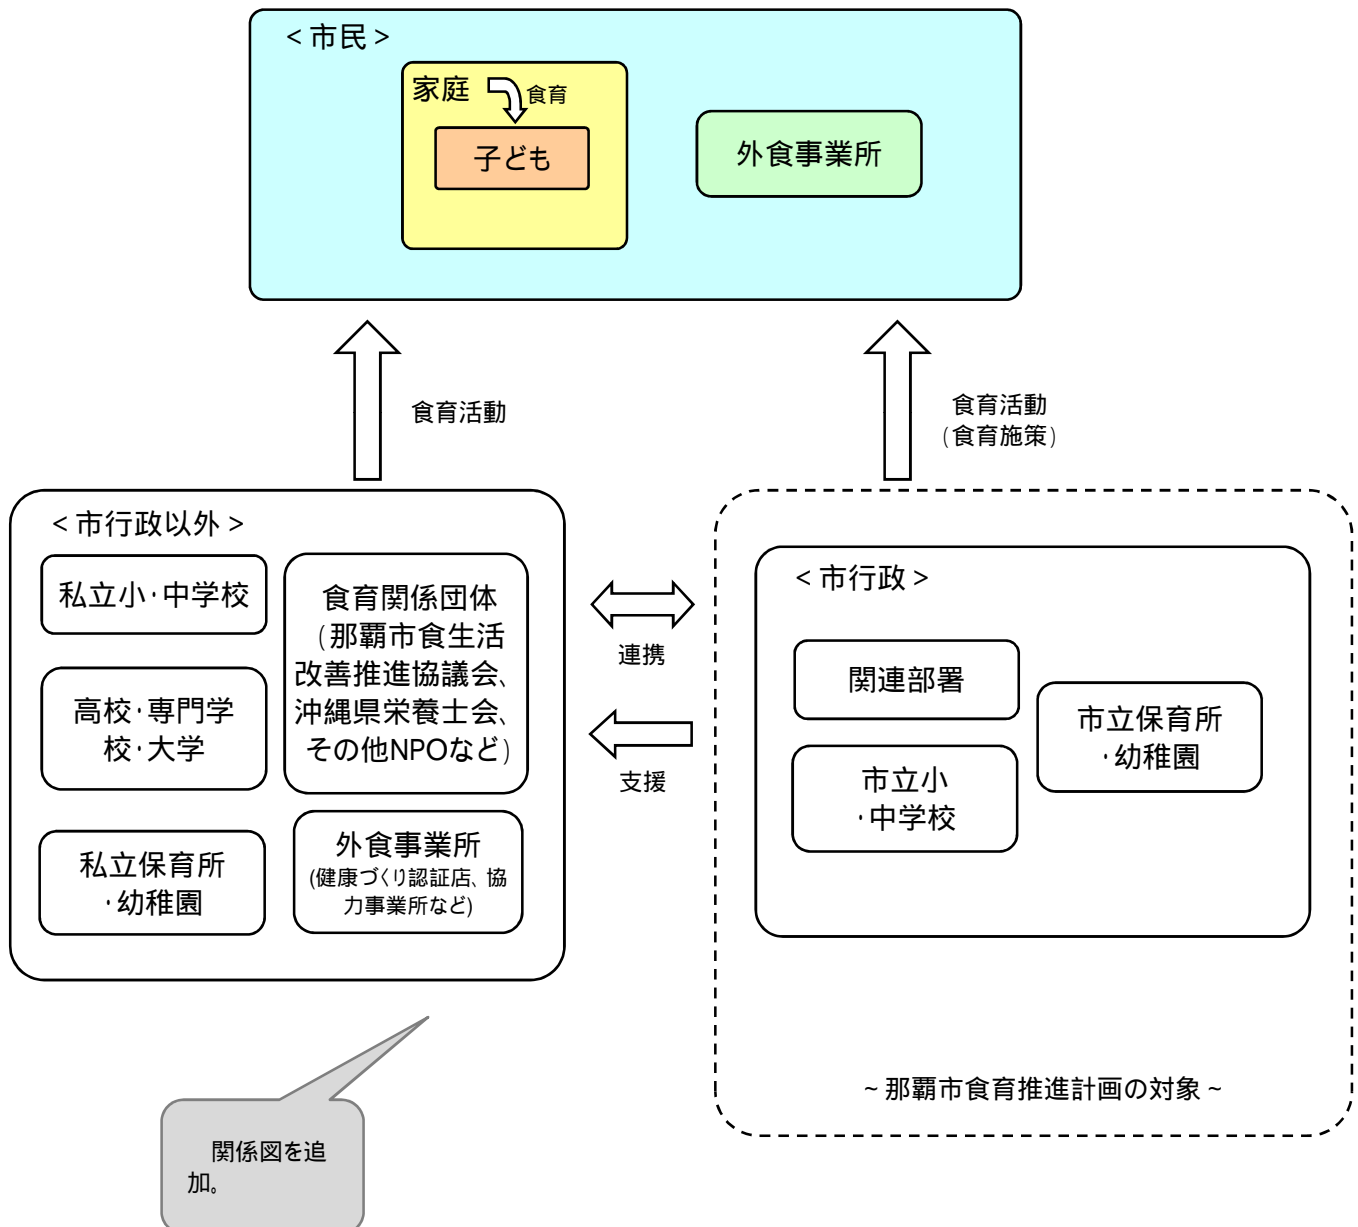 ＜市民＞
家庭
食育
子ども
外食事業所
食育活動
食育活動
（食育施策）
＜市行政以外＞
私立小・中学校
高校・専門学
校・大学
私立保育所
・幼稚園
食育関係団体
（那覇市食生活
改善推進協議会、
沖縄県栄養士会、
その他NPOなど）
外食事業所
(健康づくり認証店、協
力事業所など)
連携
支援
＜市行政＞
関連部署
市立小
・中学校
市立保育所
・幼稚園
～那覇市食育推進計画の対象～
関係図を追
加。